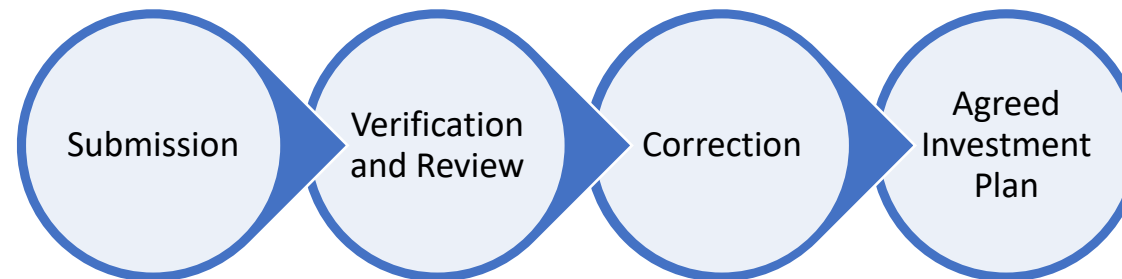 Submission
Verification
and Review
Correction
Agreed
Investment
Plan